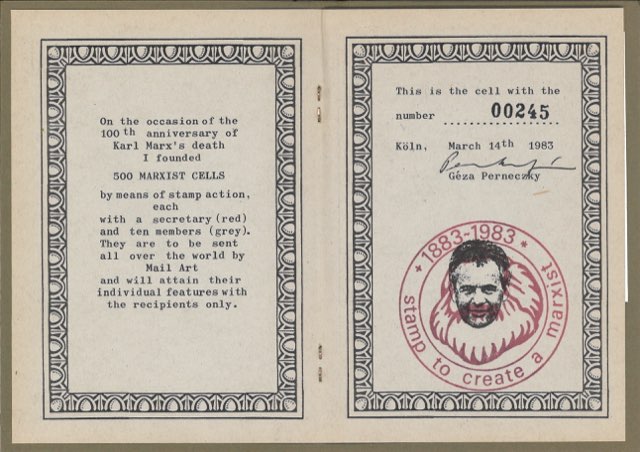 On the occasion of the
100th anniversary of
Karl Marx's death
I founded
500 MARXIST CELLS
by means of stamp action,
each
with a secretary (red)
and ten members (grey).
They are to be sent
all over the world by
Mail Art
and will attain their
individual features with
the recipients only.
This is the cell with the
number 00245
Köln, March 14th 1983
Géza Perneczky
+ 1883-1983 *
stamp to create a marxist